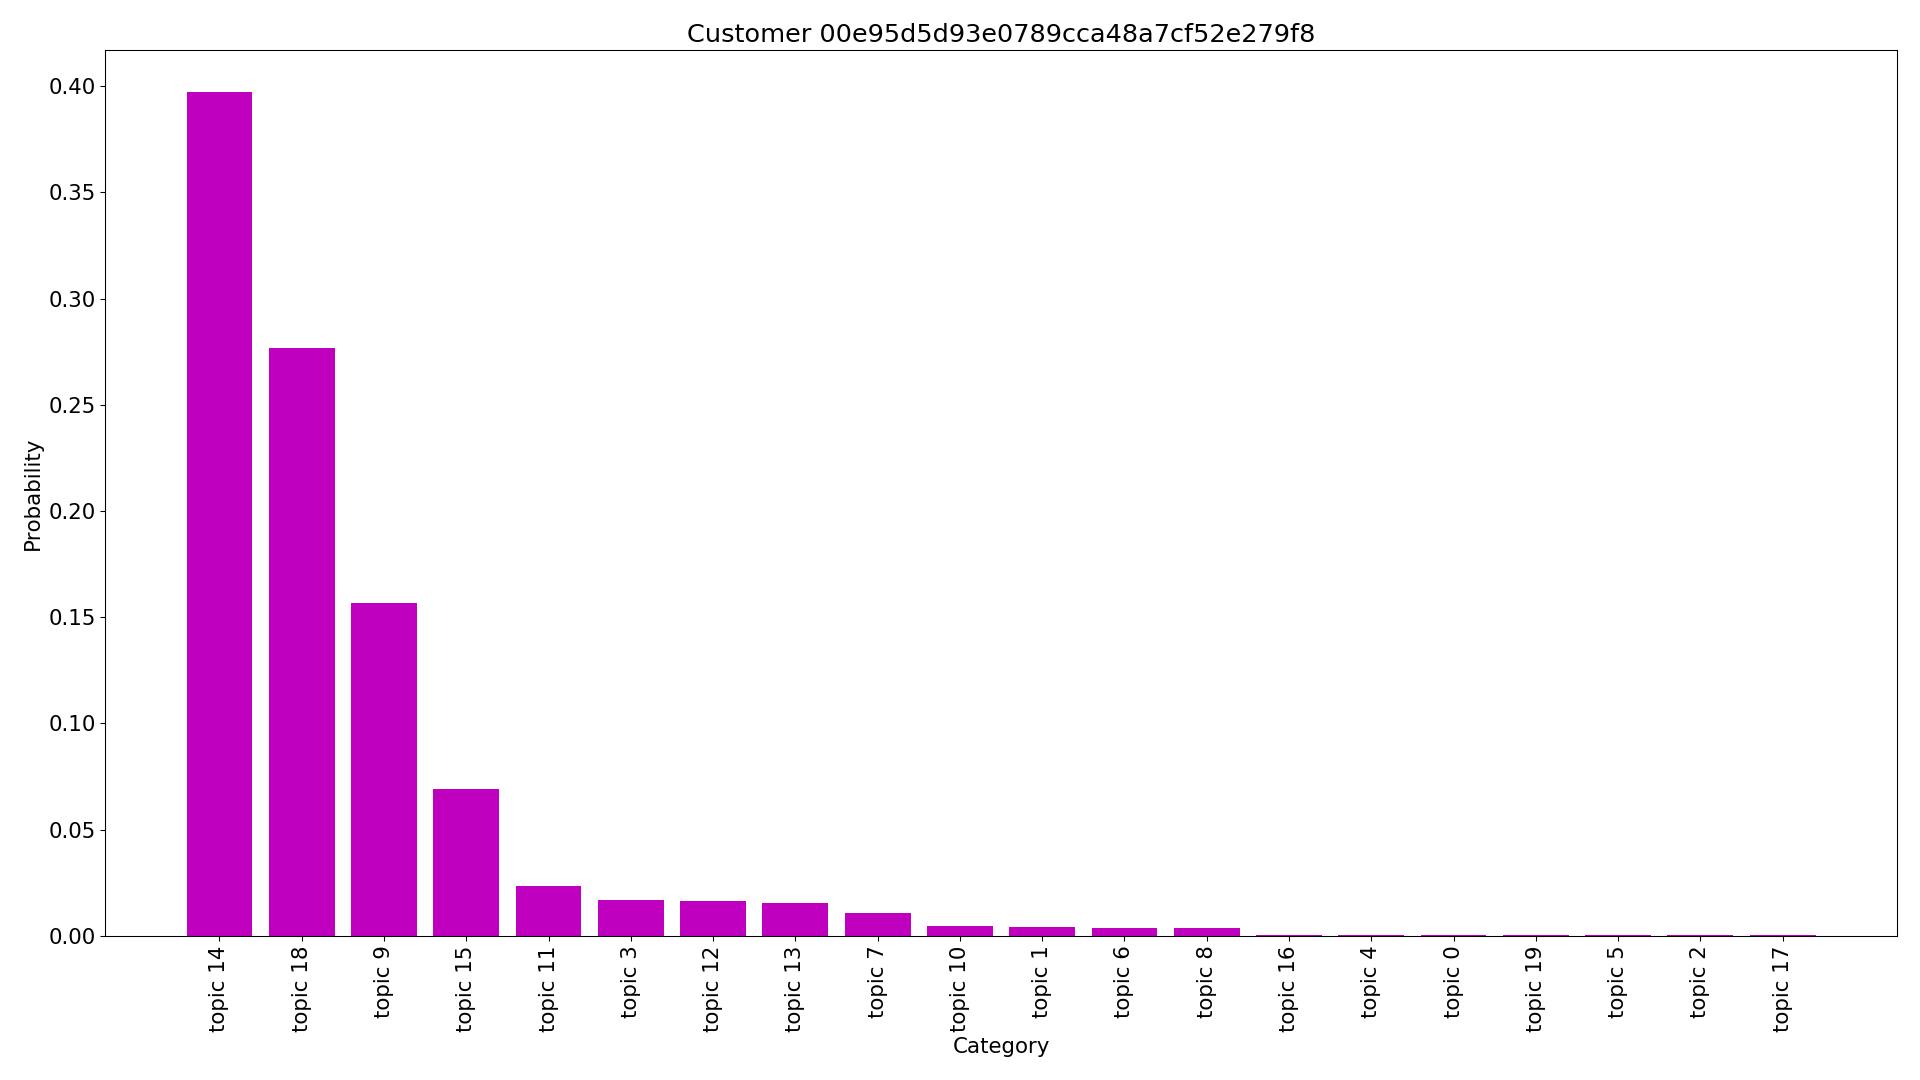 Customer 00e95d5d93e0789cca48a7cf52e279f8
0.40
0.35
0.30
0.25
0.20
0.15
0.10
0.05
0.00
Probability
topic 14
topic 18
topic 9
topic 15
topic 11
topic 3
topic 12
topic 13
topic 7
topic 10
topic 1
topic 6
topic 8
topic 16
topic 4
topic 0
topic 19
topic 5
topic 2
topic 17
Category